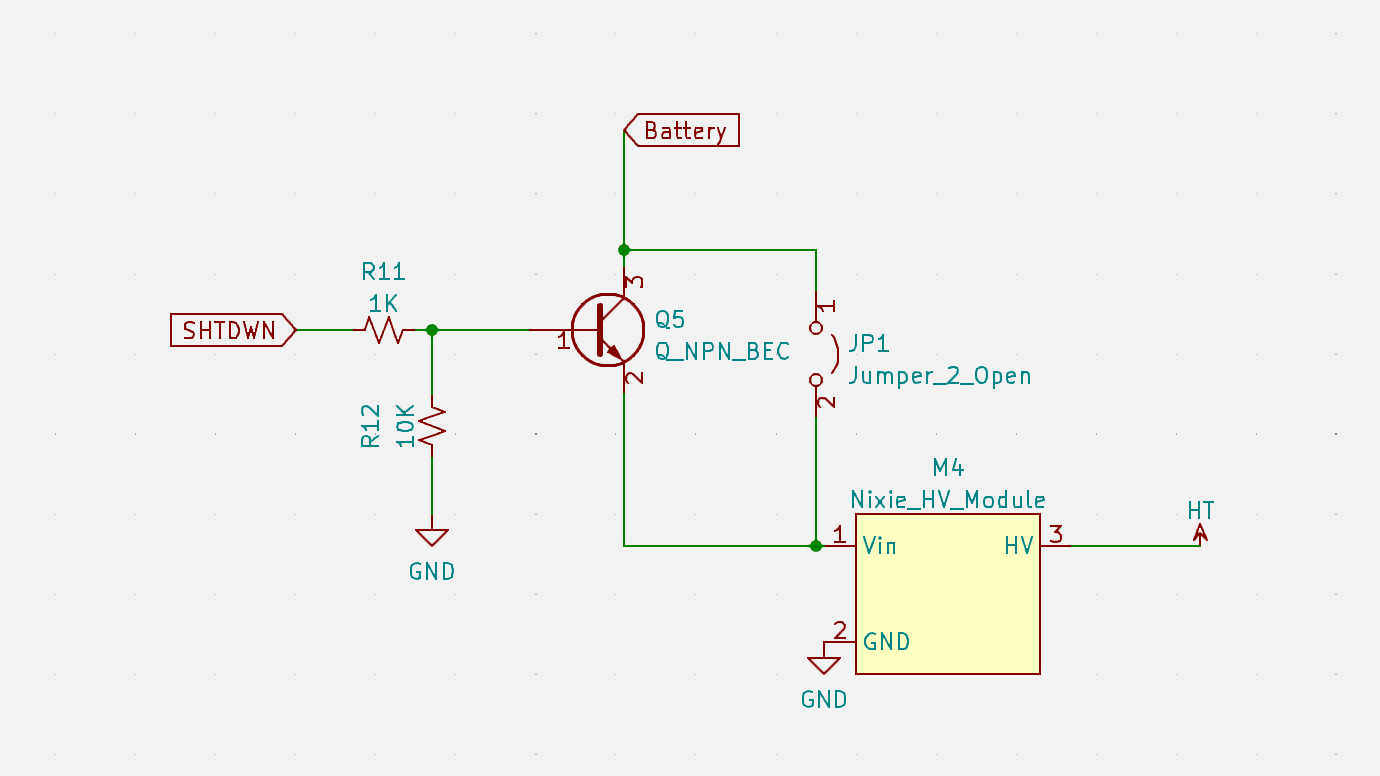 Battery
R11
1K
SHTDWN
1
3
Q5
Q_NPN_BEC
2
1
JP1
Jumper_2_Open
2
R12
10K
GND
M4
Nixie_HV_Module
1
Vin
HV
3
HT
2
GND
GND